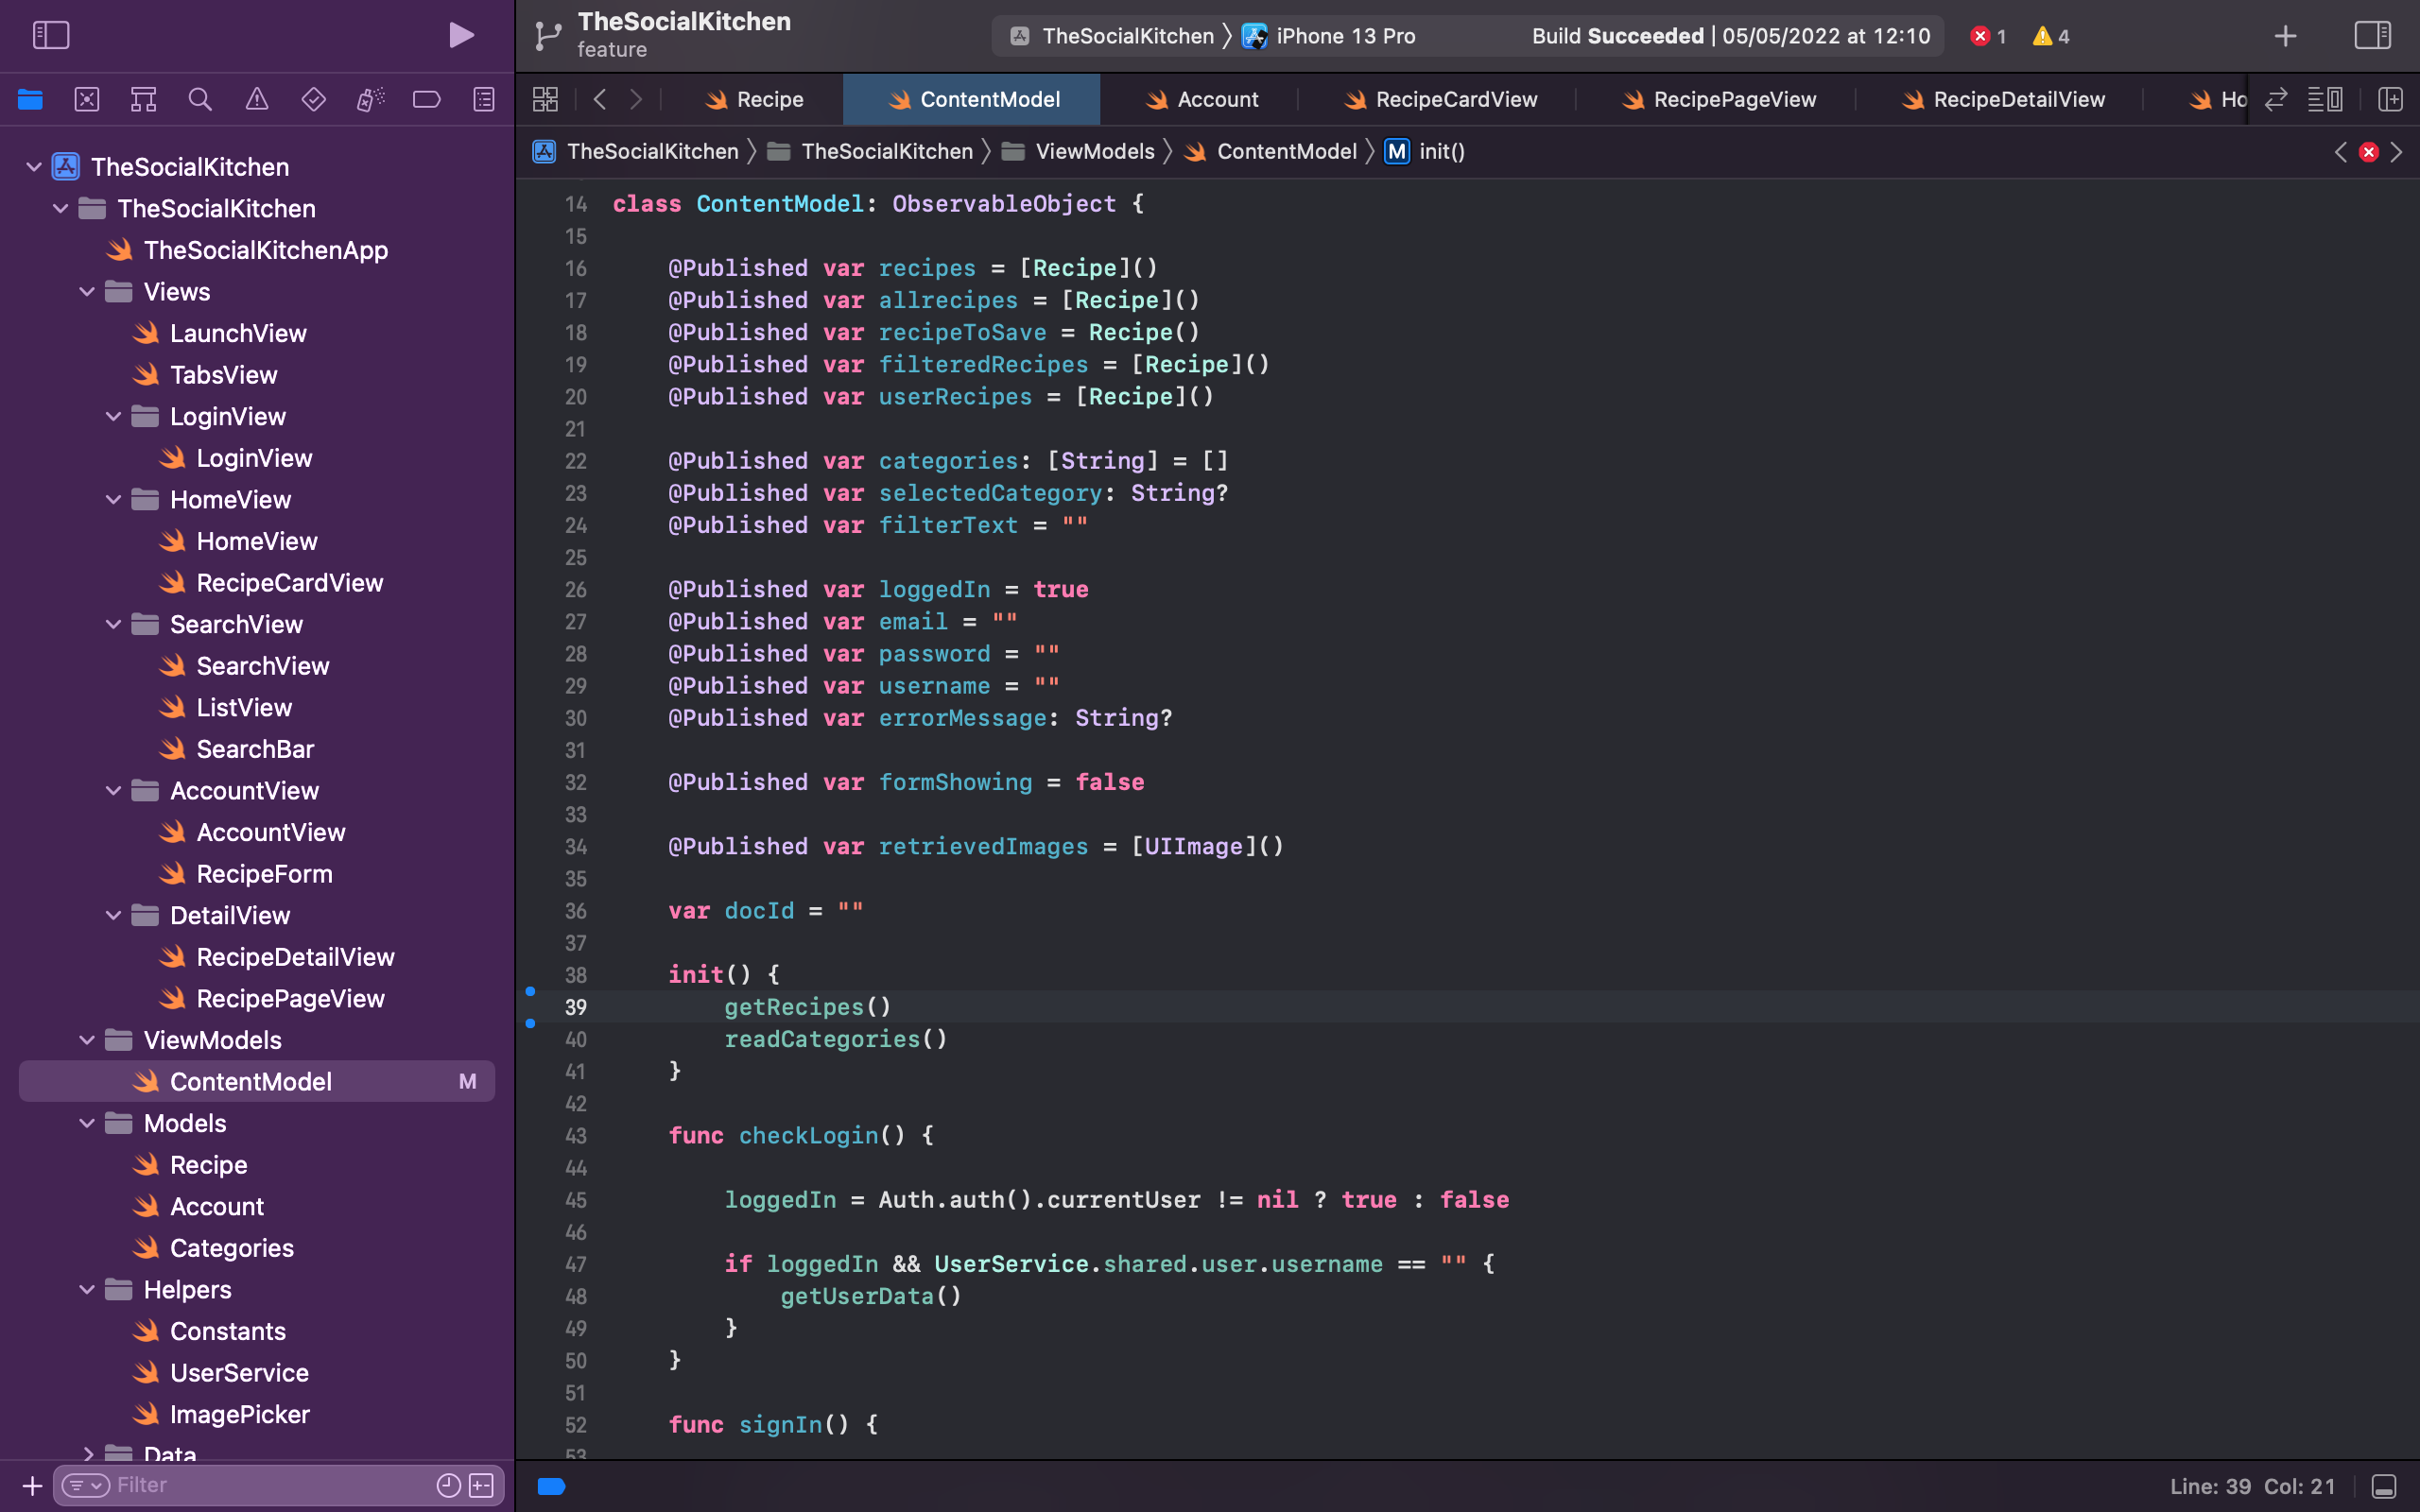 TheSocialKitchen
feature
TheSocialKitchen
iPhone 13 Pro
Build Succeeded | 05/05/2022 at 12:10
1
4
Recipe
ContentModel
Account
RecipeCardView
RecipePageView
RecipeDetailView
Ho
TheSocialKitchen
TheSocialKitchen
ViewModels
ContentModel
M init()
TheSocialKitchen
TheSocialKitchen
TheSocialKitchenApp
Views
LaunchView
TabsView
LoginView
LoginView
HomeView
HomeView
RecipeCardView
SearchView
SearchView
ListView
SearchBar
AccountView
AccountView
RecipeForm
DetailView
RecipeDetailView
RecipePageView
ViewModels
ContentModel M
Models
Recipe
Account
Categories
Helpers
Constants
UserService
ImagePicker
Data
Filter
14 class ContentModel: ObservableObject {
15
16 @Published var recipes = [Recipe]()
17 @Published var allrecipes = [Recipe]()
18 @Published var recipeToSave = Recipe()
19 @Published var filteredRecipes = [Recipe]()
20 @Published var userRecipes = [Recipe]()
21
22 @Published var categories: [String] = []
23 @Published var selectedCategory: String?
24 @Published var filterText = ""
25
26 @Published var loggedIn = true
27 @Published var email = ""
28 @Published var password = ""
29 @Published var username = ""
30 @Published var errorMessage: String?
31
32 @Published var formShowing = false
33
34 @Published var retrievedImages = [UIImage]()
35
36 var docId = ""
37
38 init() {
39 getRecipes()
40 readCategories()
41 }
42
43 func checkLogin() {
44
45 loggedIn = Auth.auth().currentUser != nil ? true : false
46
47 if loggedIn && UserService.shared.user.username == "" {
48 getUserData()
49 }
50 }
51
52 func signIn() {
53
Line: 39 Col: 21